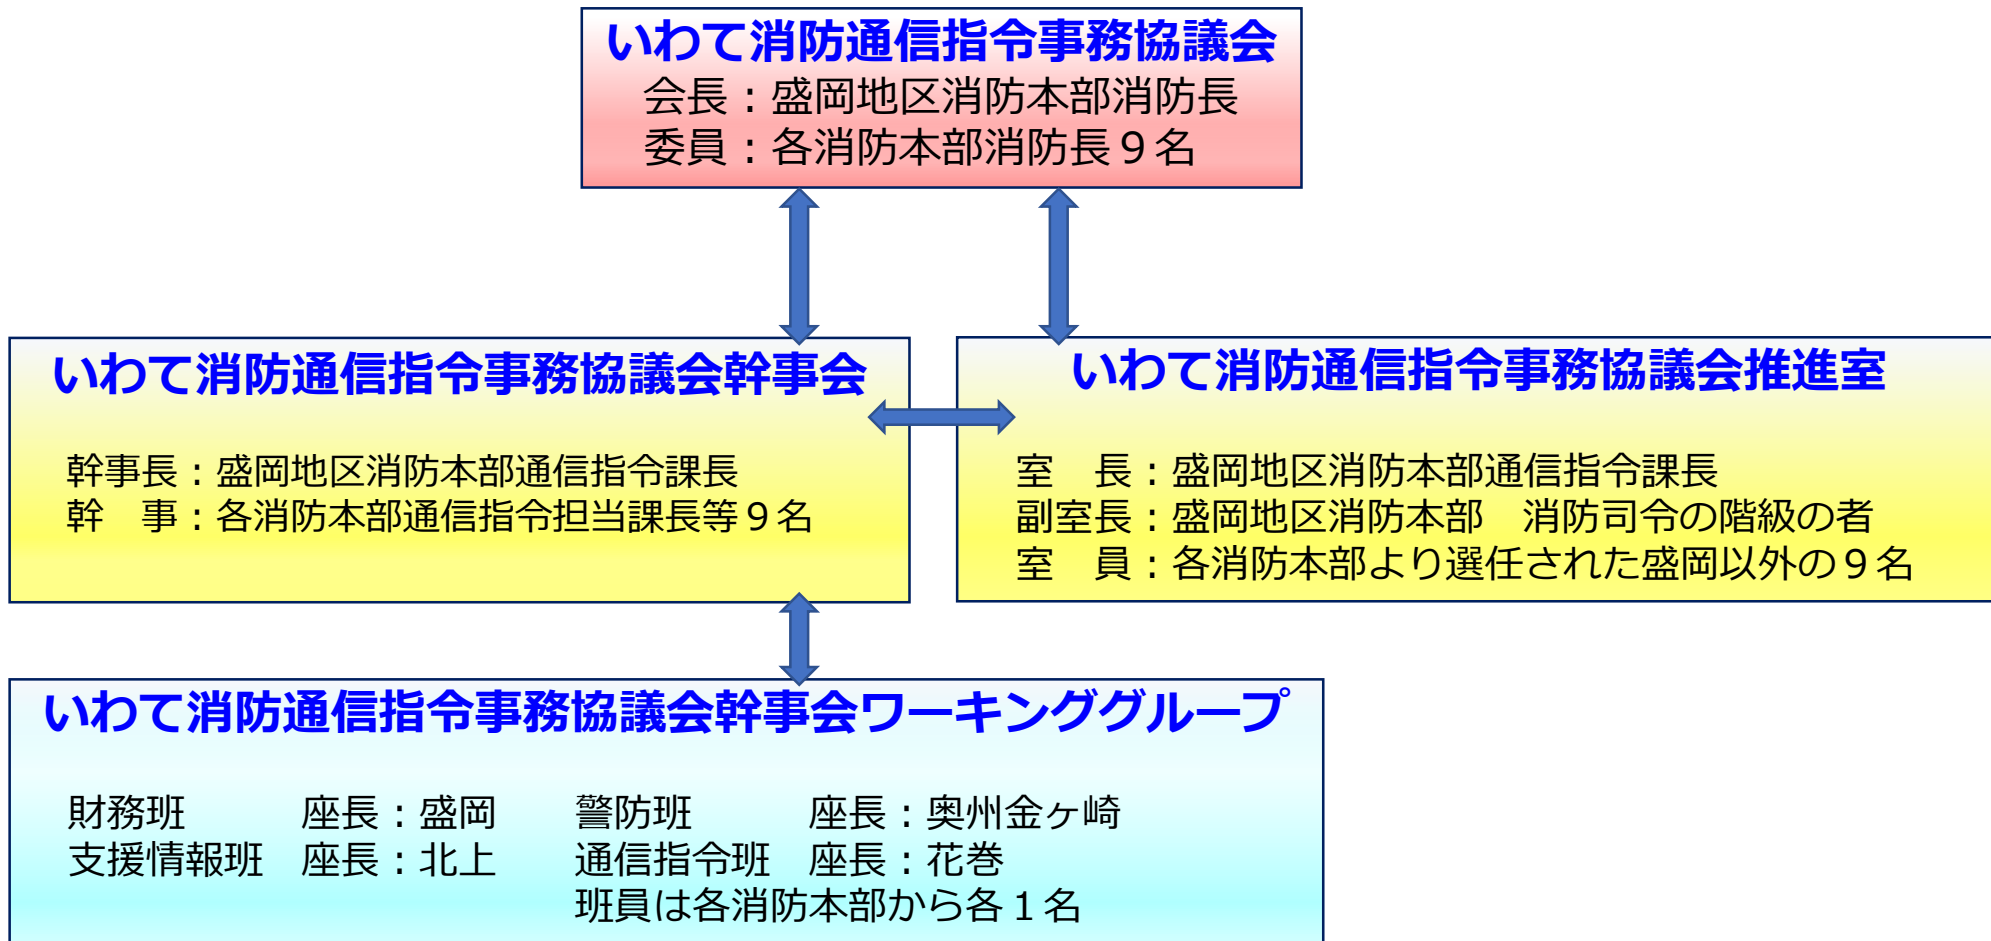 いわて消防通信指令事務協議会
会長：盛岡地区消防本部消防長
委員：各消防本部消防長９名
いわて消防通信指令事務協議会幹事会
幹事長：盛岡地区消防本部通信指令課長
幹　事：各消防本部通信指令担当課長等９名
いわて消防通信指令事務協議会推進室
室　長：盛岡地区消防本部通信指令課長
副室長：盛岡地区消防本部　消防司令の階級の者
室　員：各消防本部より選任された盛岡以外の９名
いわて消防通信指令事務協議会幹事会ワーキンググループ
財務班　　　座長：盛岡　　警防班　　　座長：奥州金ヶ崎
支援情報班　座長：北上　　通信指令班　座長：花巻
班員は各消防本部から各１名